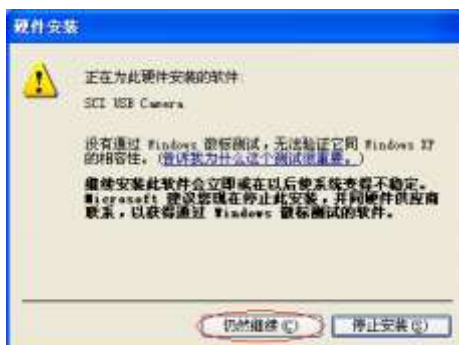 硬件安装
正在为此硬件安装的软件:
SCI USB Camera
没有通过 Windows 徽标测试，无法验证它同 Windows XP
的相容性。(告诉我为什么这个测试很重要。)
继续安装此软件会立即或在以后使系统变得不稳定。
Microsoft 建议您现在停止此安装，并同硬件供应商
联系，以获得通过 Windows 徽标测试的软件。
仍然继续(C)
停止安装(S)